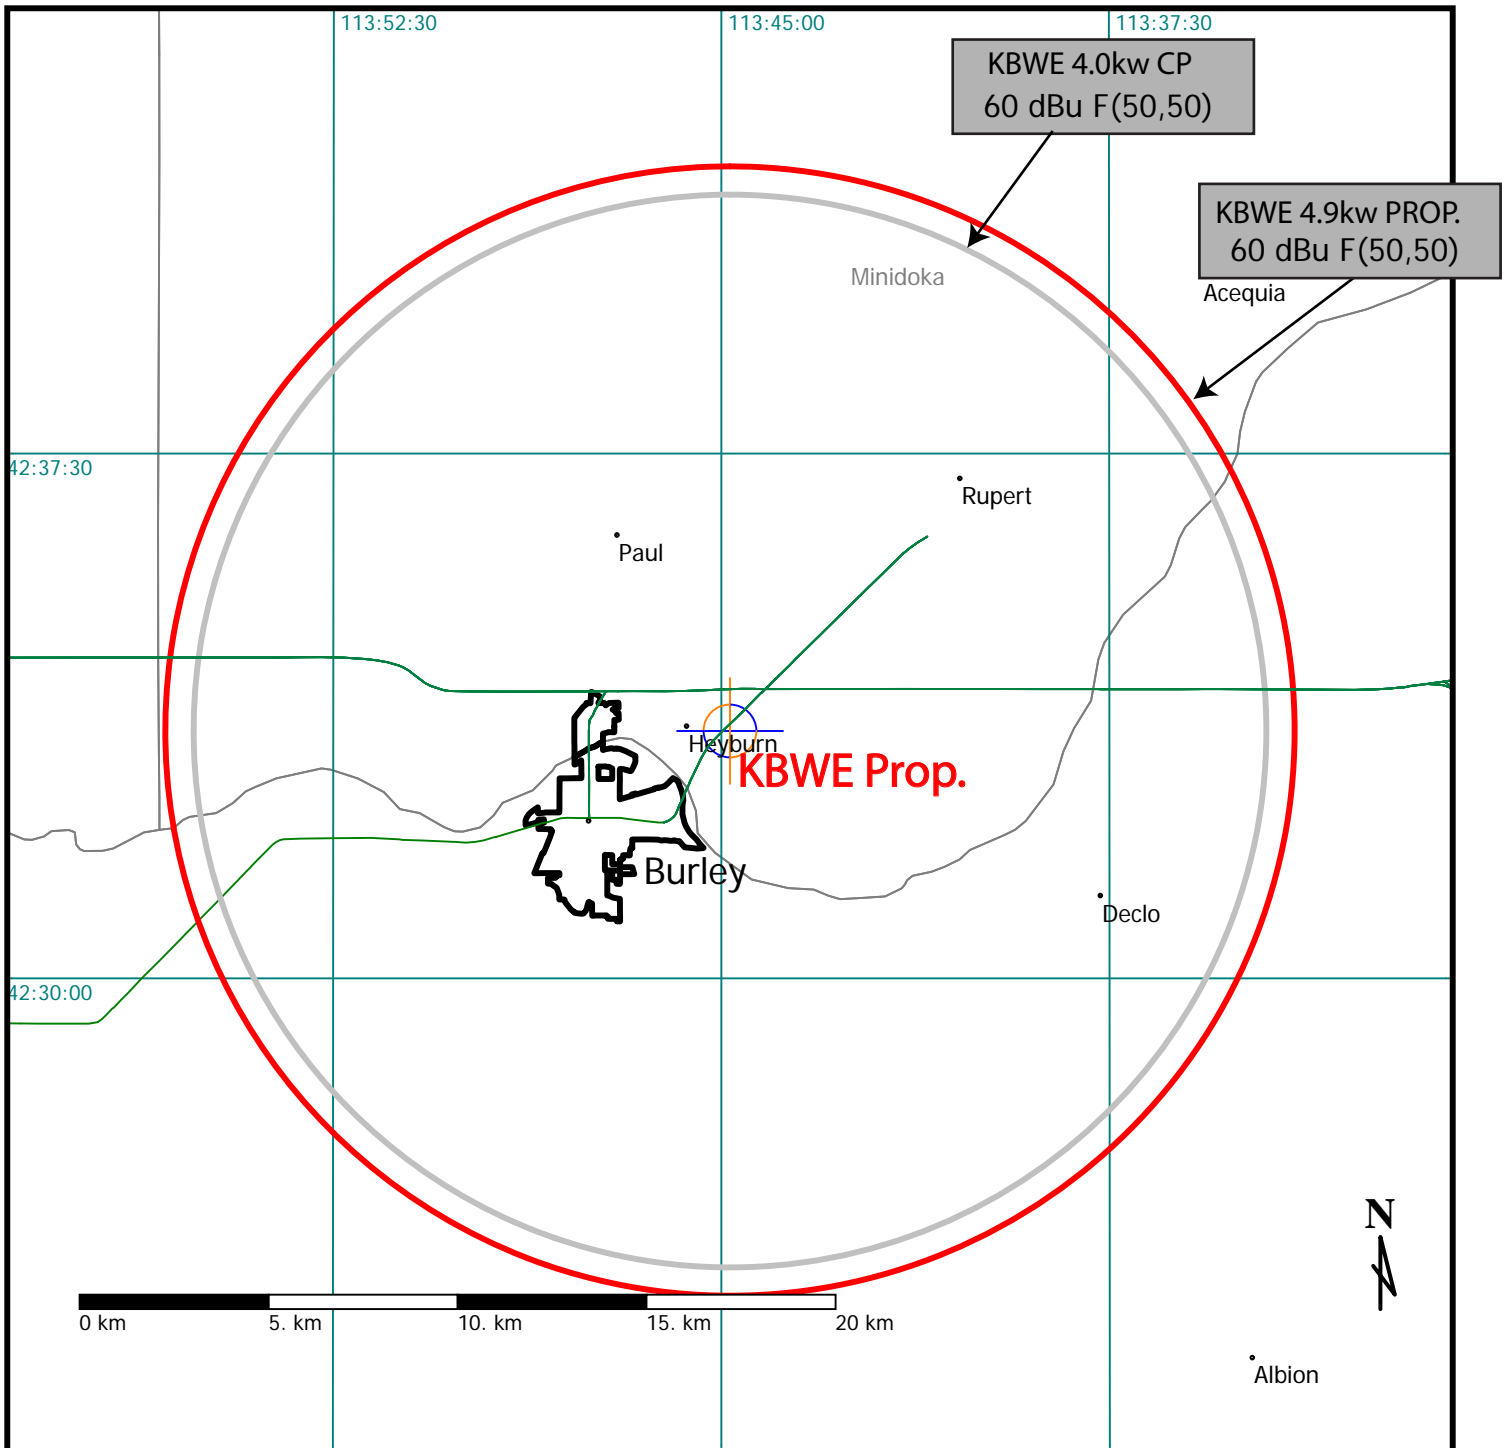 113:52:30
113:45:00
113:37:30
KBWE 4.0kw CP
60 dBu F(50,50)
KBWE 4.9kw PROP.
60 dBu F(50,50)
Minidoka
Acequia
42:37:30
Rupert
Paul
Heyburn
KBWE Prop.
Burley
Declo
42:30:00
N
0 km
5. km
10. km
15. km
20 km
Albion